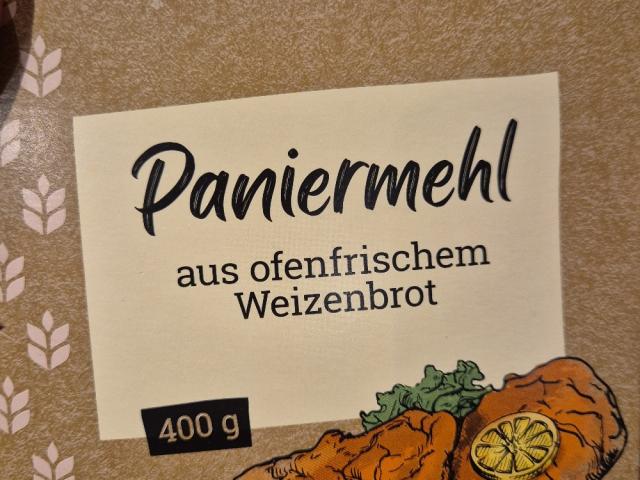 Paniermehl
aus ofenfrischem
Weizenbrot
400 g